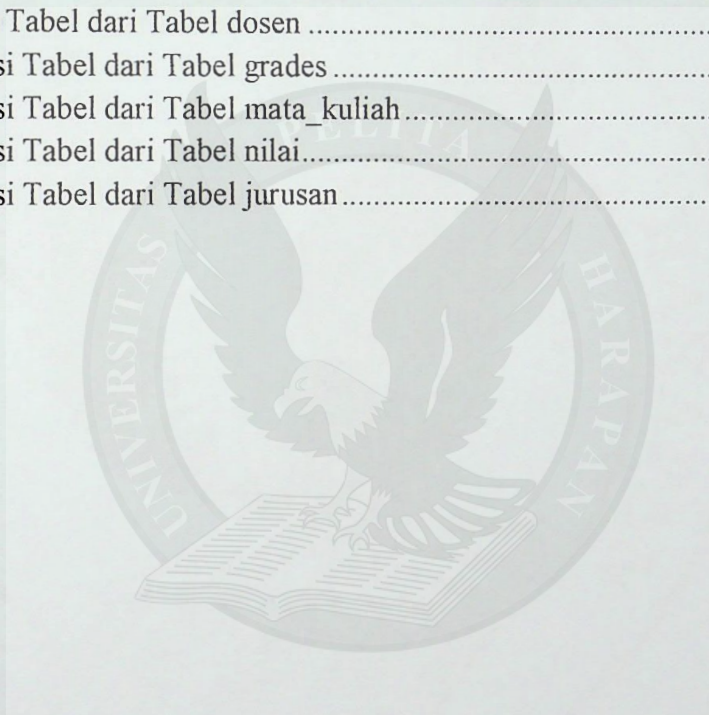 Tabel dari Tabel dosen ..................................................
si Tabel dari Tabel grades ...............................................
si Tabel dari Tabel mata_kuliah .......................................
si Tabel dari Tabel nilai ...................................................
si Tabel dari Tabel jurusan ..............................................
UNIVERSITAS PELITA HARAPAN